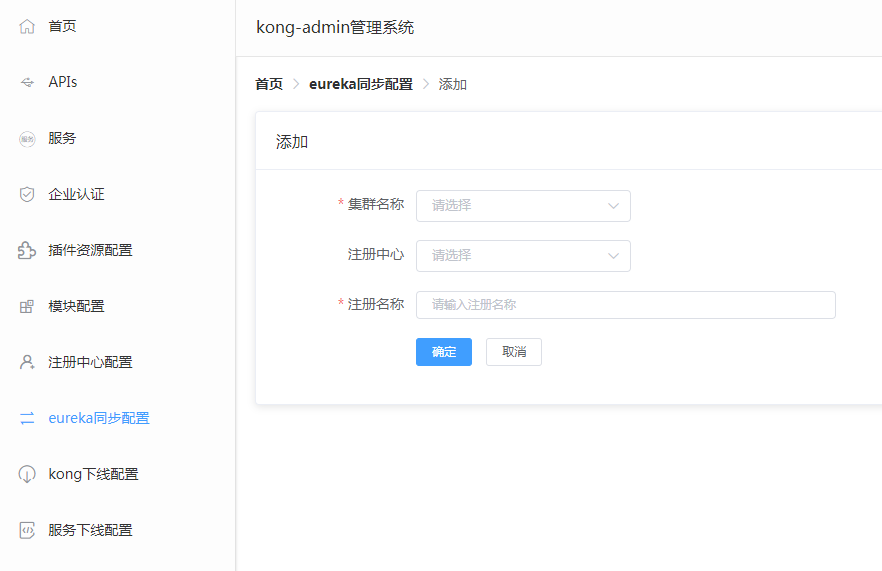 首页
APIs
服务
服务
企业认证
插件资源配置
模块配置
注册中心配置
eureka同步配置
kong下线配置
服务下线配置
kong-admin管理系统
首页 > eureka同步配置 > 添加
添加
* 集群名称 请选择
注册中心 请选择
* 注册名称 请输入注册名称
确定 取消